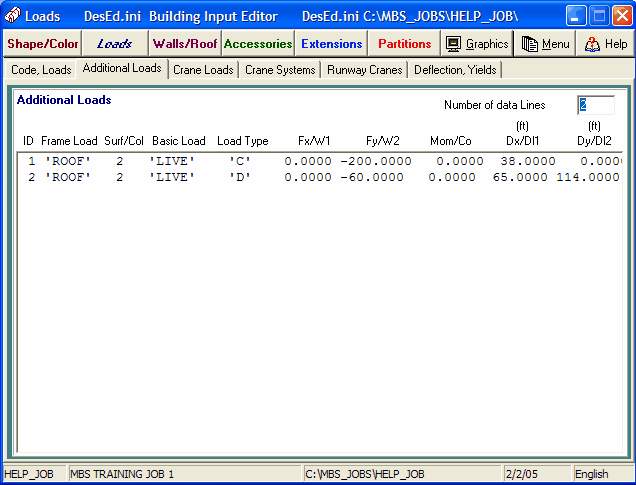 Loads DesEd.ini Building Input Editor DesEd.ini C:\MBS_JOBS\HELP_JOB\
Shape/Color Loads Walls/Roof Accessories Extensions Partitions Graphics Menu Help
Code, Loads Additional Loads Crane Loads Crane Systems Runway Cranes Deflection, Yields
Additional Loads
Number of data Lines 2
(ft) (ft)
ID Frame Load Surf/Col Basic Load Load Type Fx/W1 Fy/W2 Mom/Co Dx/Dl1 Dy/Dl2
1 'ROOF' 2 'LIVE' 'C' 0.0000 -200.0000 0.0000 38.0000 0.0000
2 'ROOF' 2 'LIVE' 'D' 0.0000 -60.0000 0.0000 65.0000 114.0000
HELP_JOB MBS TRAINING JOB 1 C:\MBS_JOBS\HELP_JOB 2/2/05 English